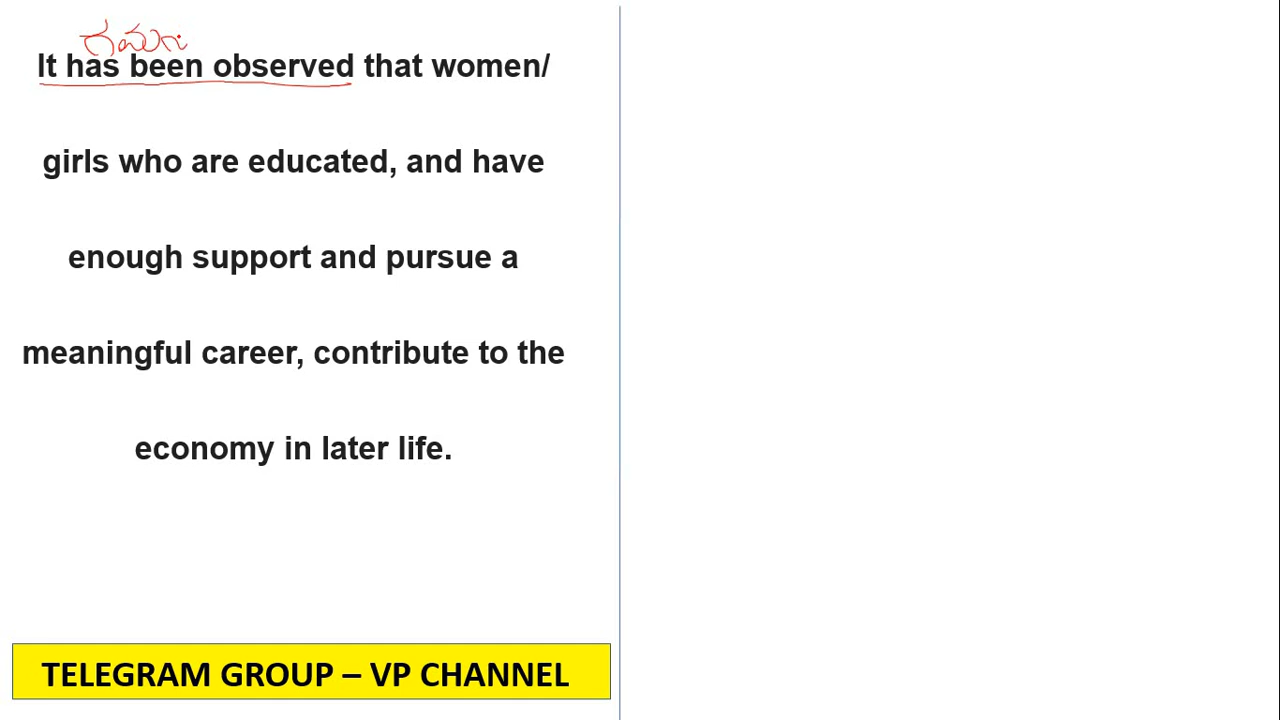 ಗಮನಿ
It has been observed that women/
girls who are educated, and have
enough support and pursue a
meaningful career, contribute to the
economy in later life.
TELEGRAM GROUP – VP CHANNEL